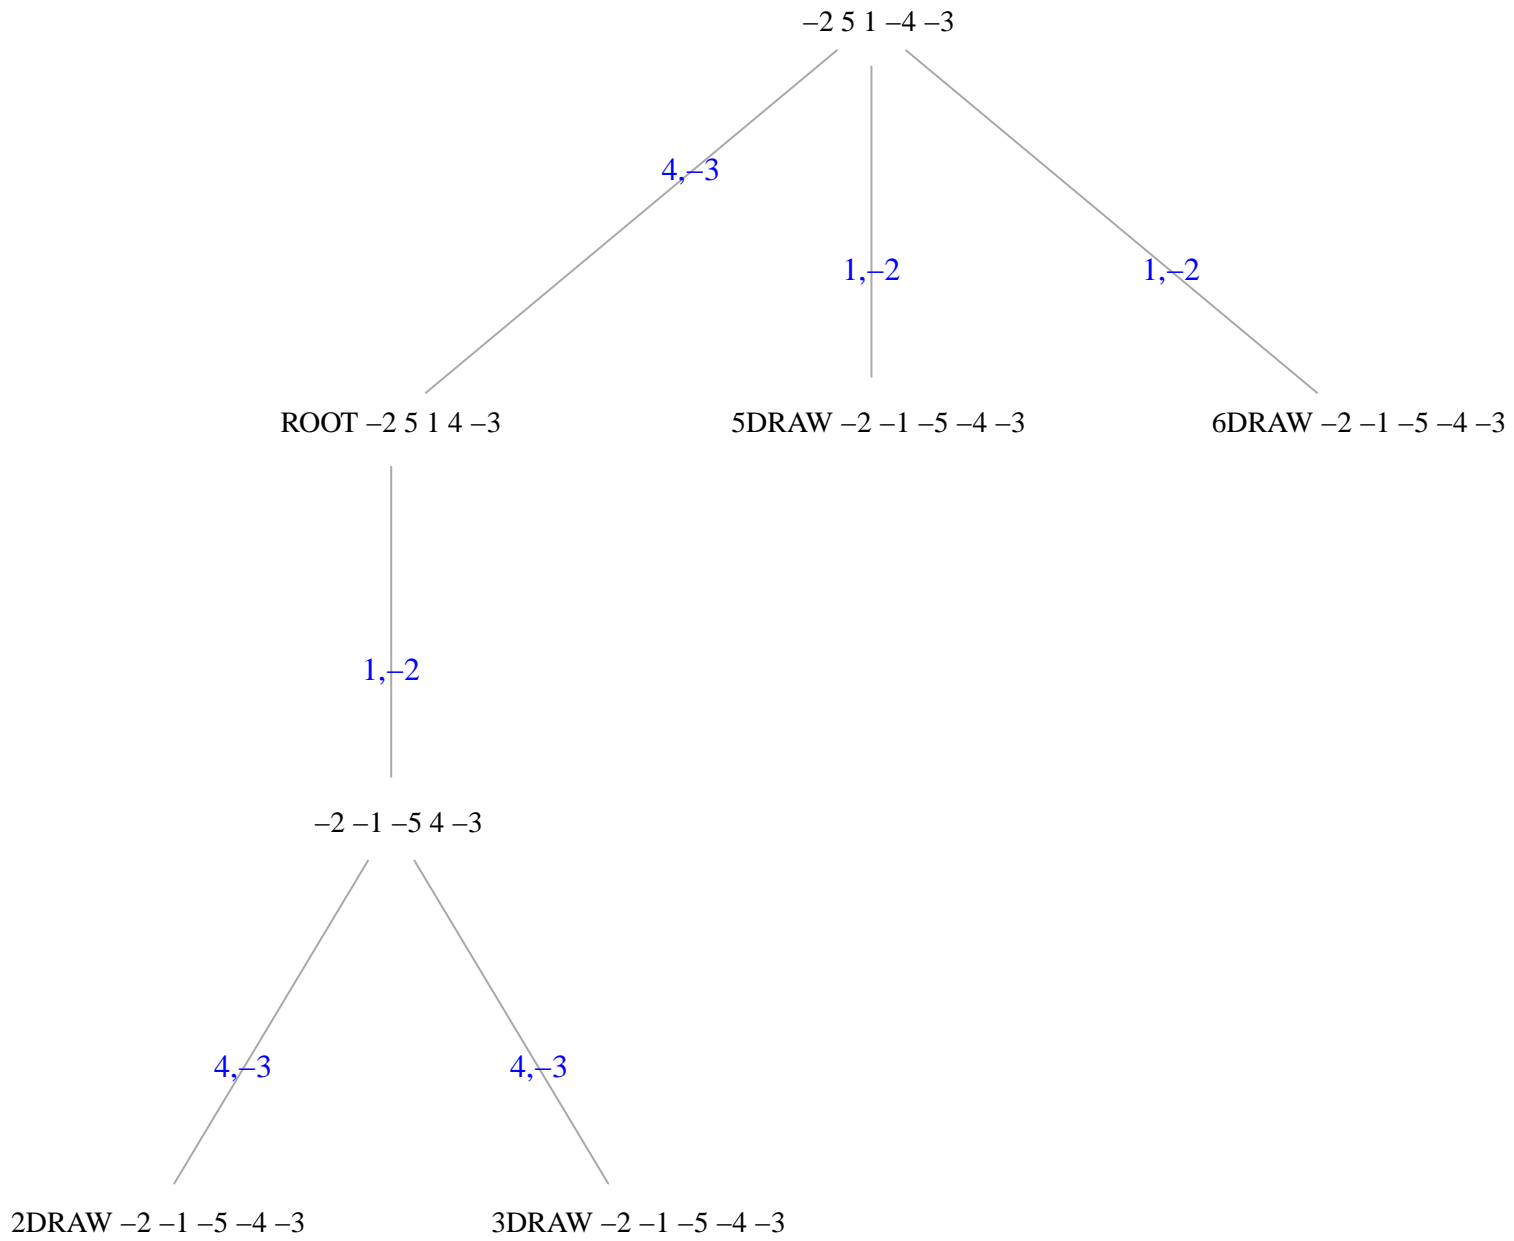 –2 5 1 –4 –3
4,–3
1,–2
1,–2
ROOT –2 5 1 4 –3
5DRAW –2 –1 –5 –4 –3
6DRAW –2 –1 –5 –4 –3
1,–2
–2 –1 –5 4 –3
4,–3
4,–3
2DRAW –2 –1 –5 –4 –3
3DRAW –2 –1 –5 –4 –3